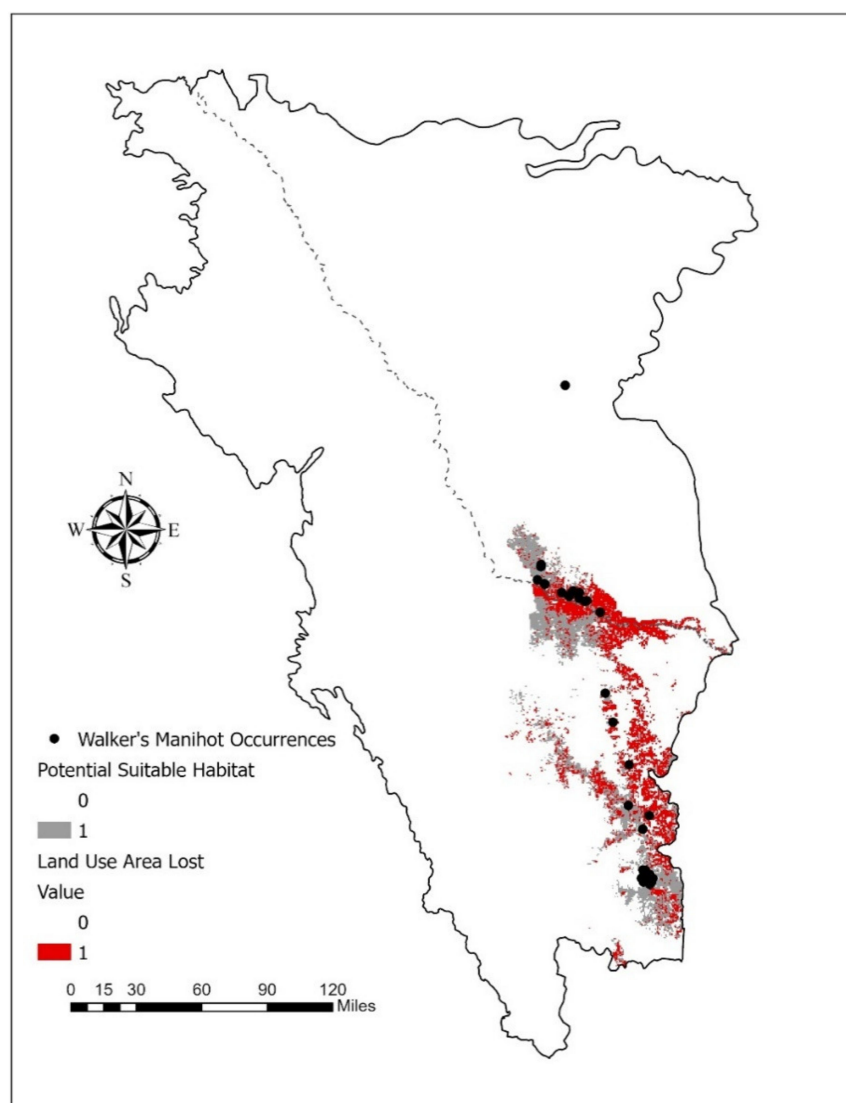 N
W E
S
Walker's Manihot Occurrences
Potential Suitable Habitat
0
1
Land Use Area Lost
Value
0
1
0 15 30 60 90 120
Miles